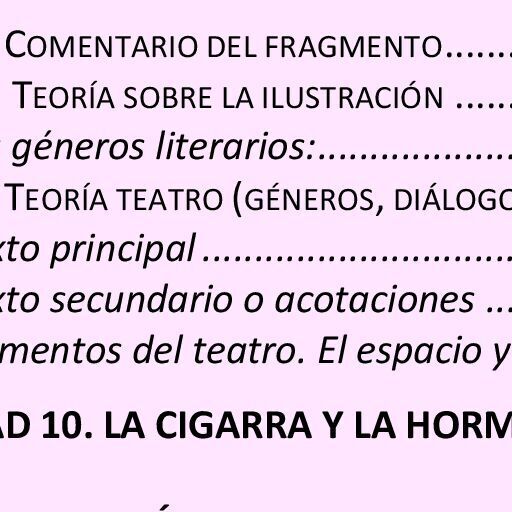 COMENTARIO DEL FRAGMENTO.......
TEORÍA SOBRE LA ILUSTRACIÓN ......
géneros literarios:.....................
TEORÍA TEATRO (GÉNEROS, DIÁLOGO
xto principal ................................
xto secundario o acotaciones ...
mentos del teatro. El espacio y
AD 10. LA CIGARRA Y LA HORM